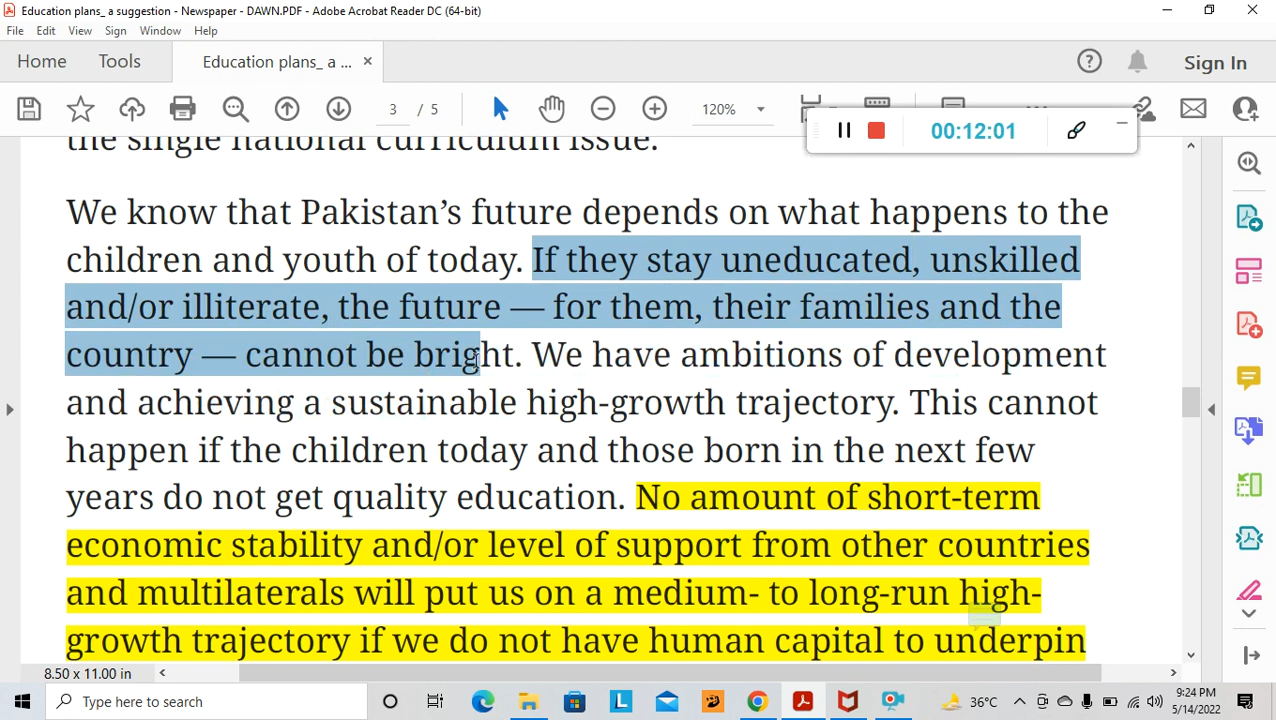 Education plans_ a suggestion - Newspaper - DAWN.PDF - Adobe Acrobat Reader DC (64-bit)
File Edit View Sign Window Help
Home Tools Education plans_ a ... × Sign In
3 / 5 120%
00:12:01
the single national curriculum issue.
We know that Pakistan’s future depends on what happens to the
children and youth of today. If they stay uneducated, unskilled
and/or illiterate, the future — for them, their families and the
country — cannot be bright. We have ambitions of development
and achieving a sustainable high-growth trajectory. This cannot
happen if the children today and those born in the next few
years do not get quality education. No amount of short-term
economic stability and/or level of support from other countries
and multilaterals will put us on a medium- to long-run high-
growth trajectory if we do not have human capital to underpin
8.50 x 11.00 in
Type here to search
36°C
9:24 PM
5/14/2022